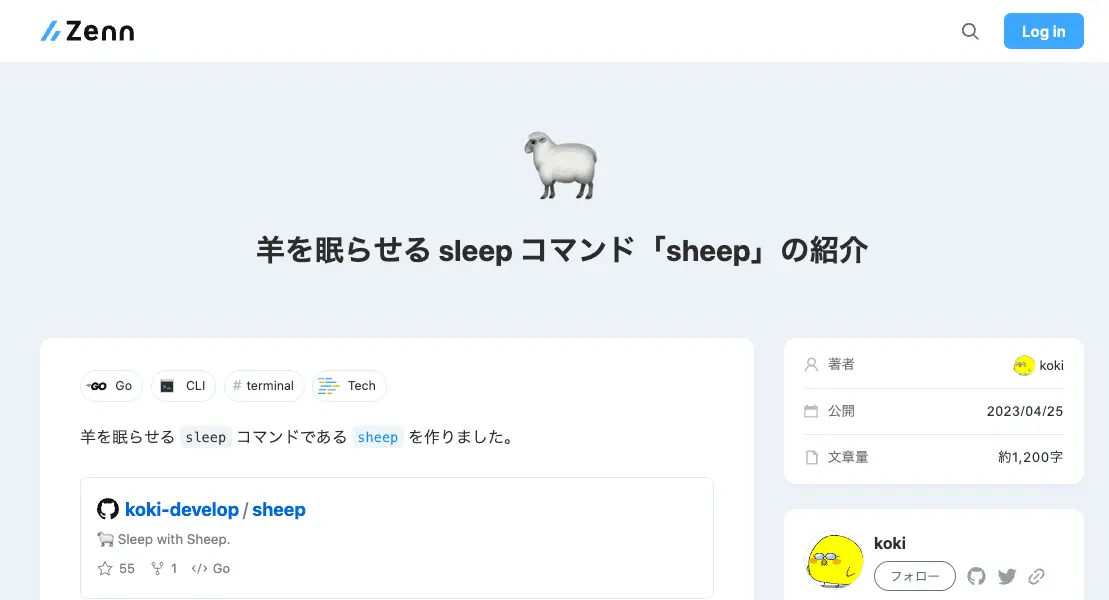 Zenn
Log in
羊を眠らせる sleep コマンド「sheep」の紹介
GO Go
CLI
# terminal
Tech
羊を眠らせる sleep コマンドである sheep を作りました。
koki-develop / sheep
Sleep with Sheep.
55 1 </> Go
著者 koki
公開 2023/04/25
文章量 約1,200字
koki
フォロー